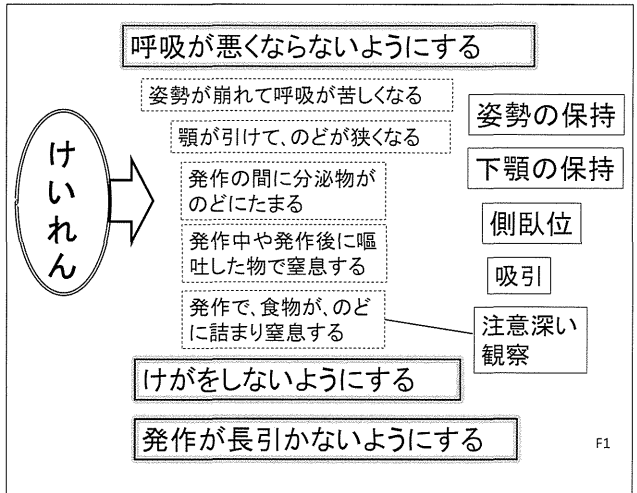 呼吸が悪くならないようにする
姿勢が崩れて呼吸が苦しくなる
顎が引けて、のどが狭くなる
発作の間に分泌物が
のどにたまる
発作中や発作後に嘔
吐した物で窒息する
発作で、食物が、のど
に詰まり窒息する
けいれん
姿勢の保持
下顎の保持
側臥位
吸引
注意深い
観察
けがをしないようにする
発作が長引かないようにする
F1